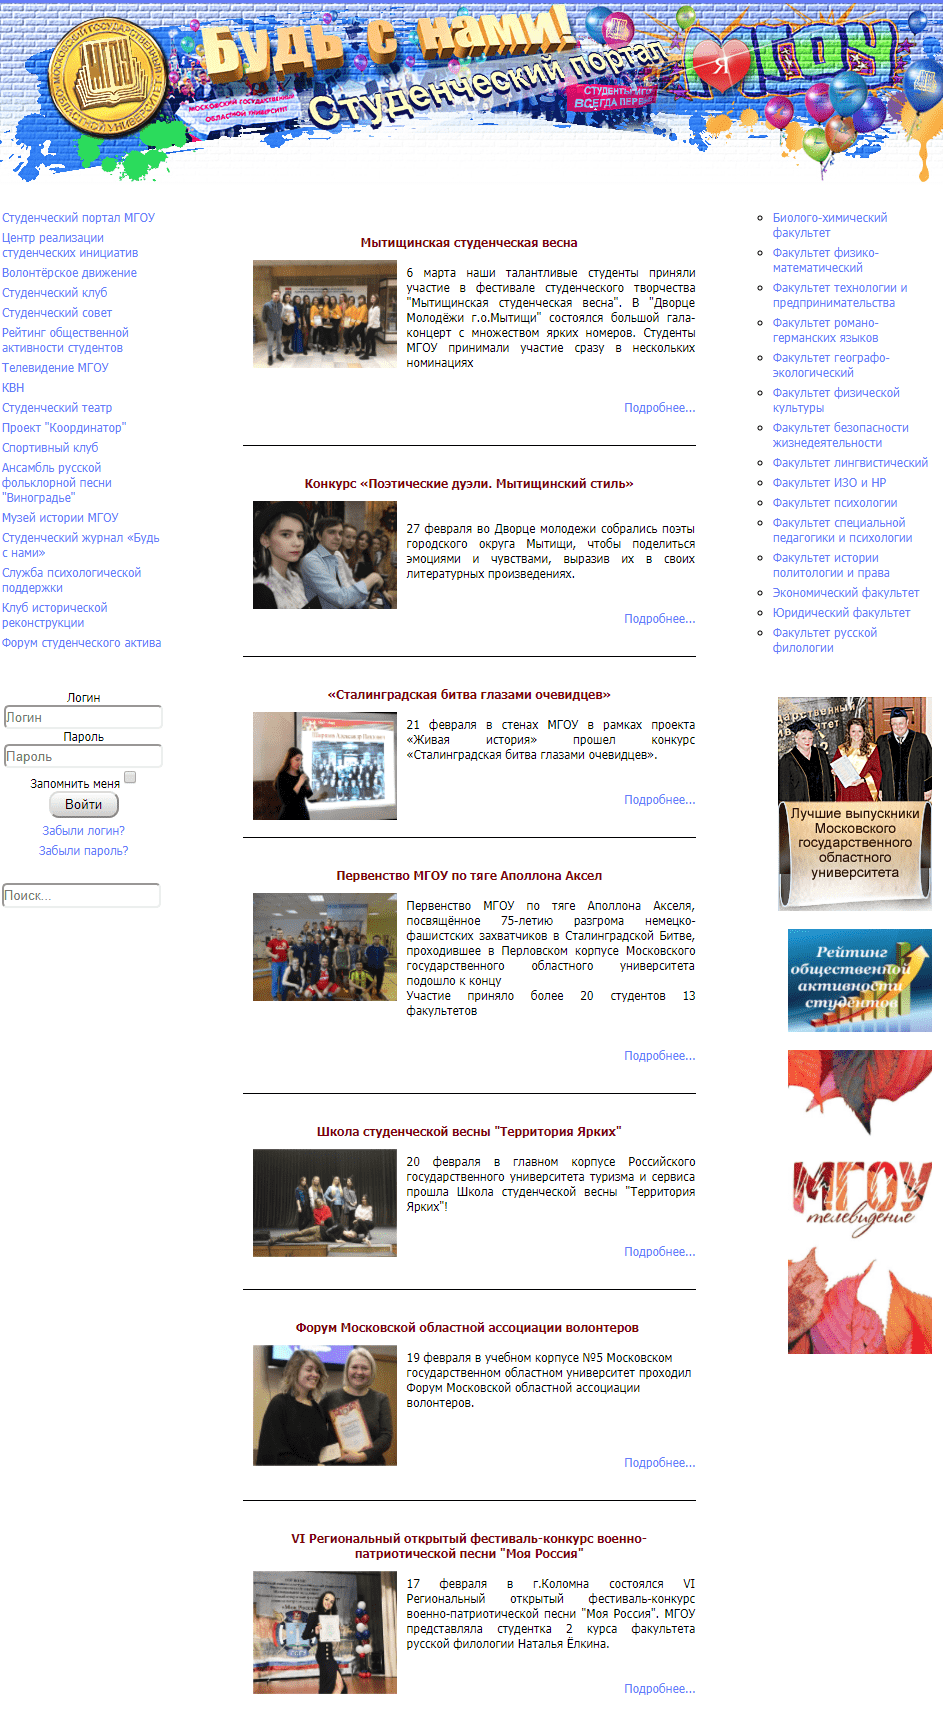 Будь с нами!
Студенческий портал
Я
МГОУ
МГОУ
МОСКОВСКИЙ ГОСУДАРСТВЕННЫЙ
ОБЛАСТНОЙ УНИВЕРСИТ
СТУДЕНТЫ МГОУ
ВСЕГДА ПЕРВЫЕ
Студенческий портал МГОУ
Центр реализации
студенческих инициатив
Волонтёрское движение
Студенческий клуб
Студенческий совет
Рейтинг общественной
активности студентов
Телевидение МГОУ
КВН
Студенческий театр
Проект "Координатор"
Спортивный клуб
Ансамбль русской
фольклорной песни
"Виноградье"
Музей истории МГОУ
Студенческий журнал «Будь
с нами»
Служба психологической
поддержки
Клуб исторической
реконструкции
Форум студенческого актива
Логин
Логин
Пароль
Пароль
Запомнить меня
Войти
Забыли логин?
Забыли пароль?
Поиск...
Мытищинская студенческая весна
6 марта наши талантливые студенты приняли
участие в фестивале студенческого творчества
"Мытищинская студенческая весна". В "Дворце
Молодёжи г.о.Мытищи" состоялся большой гала-
концерт с множеством ярких номеров. Студенты
МГОУ принимали участие сразу в нескольких
номинациях
Подробнее...
Конкурс «Поэтические дуэли. Мытищинский стиль»
27 февраля во Дворце молодежи собрались поэты
городского округа Мытищи, чтобы поделиться
эмоциями и чувствами, выразив их в своих
литературных произведениях.
Подробнее...
«Сталинградская битва глазами очевидцев»
21 февраля в стенах МГОУ в рамках проекта
«Живая история» прошел конкурс
«Сталинградская битва глазами очевидцев».
Подробнее...
Первенство МГОУ по тяге Аполлона Аксел
Первенство МГОУ по тяге Аполлона Акселя,
посвящённое 75-летию разгрома немецко-
фашистских захватчиков в Сталинградской Битве,
проходившее в Перловском корпусе Московского
государственного областного университета
подошло к концу
Участие приняло более 20 студентов 13
факультетов
Подробнее...
Школа студенческой весны "Территория Ярких"
20 февраля в главном корпусе Российского
государственного университета туризма и сервиса
прошла Школа студенческой весны "Территория
Ярких"!
Подробнее...
Форум Московской областной ассоциации волонтеров
19 февраля в учебном корпусе №5 Московском
государственном областном университет проходил
Форум Московской областной ассоциации
волонтеров.
Подробнее...
VI Региональный открытый фестиваль-конкурс военно-
патриотической песни "Моя Россия"
17 февраля в г.Коломна состоялся VI
Региональный открытый фестиваль-конкурс
военно-патриотической песни "Моя Россия". МГОУ
представляла студентка 2 курса факультета
русской филологии Наталья Ёлкина.
Подробнее...
Биолого-химический
факультет
Факультет физико-
математический
Факультет технологии и
предпринимательства
Факультет романо-
германских языков
Факультет географо-
экологический
Факультет физической
культуры
Факультет безопасности
жизнедеятельности
Факультет лингвистический
Факультет ИЗО и НР
Факультет психологии
Факультет специальной
педагогики и психологии
Факультет истории
политологии и права
Экономический факультет
Юридический факультет
Факультет русской
филологии
Лучшие выпускники
Московского
государственного
областного
университета
Рейтинг
общественной
активности
студентов
МГОУ
телевидение